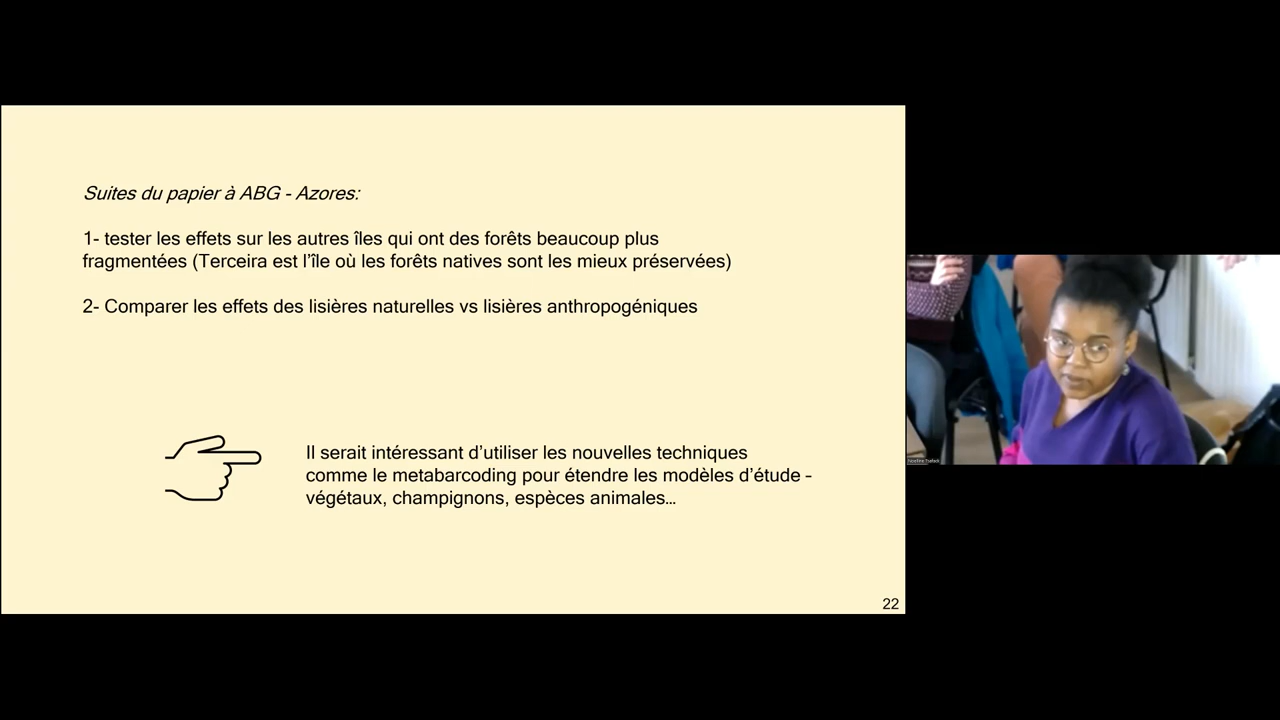 Suites du papier à ABG - Azores:
1- tester les effets sur les autres îles qui ont des forêts beaucoup plus
fragmentées (Terceira est l’île où les forêts natives sont les mieux préservées)
2- Comparer les effets des lisières naturelles vs lisières anthropogéniques
Il serait intéressant d’utiliser les nouvelles techniques
comme le metabarcoding pour étendre les modèles d’étude -
végétaux, champignons, espèces animales…
22